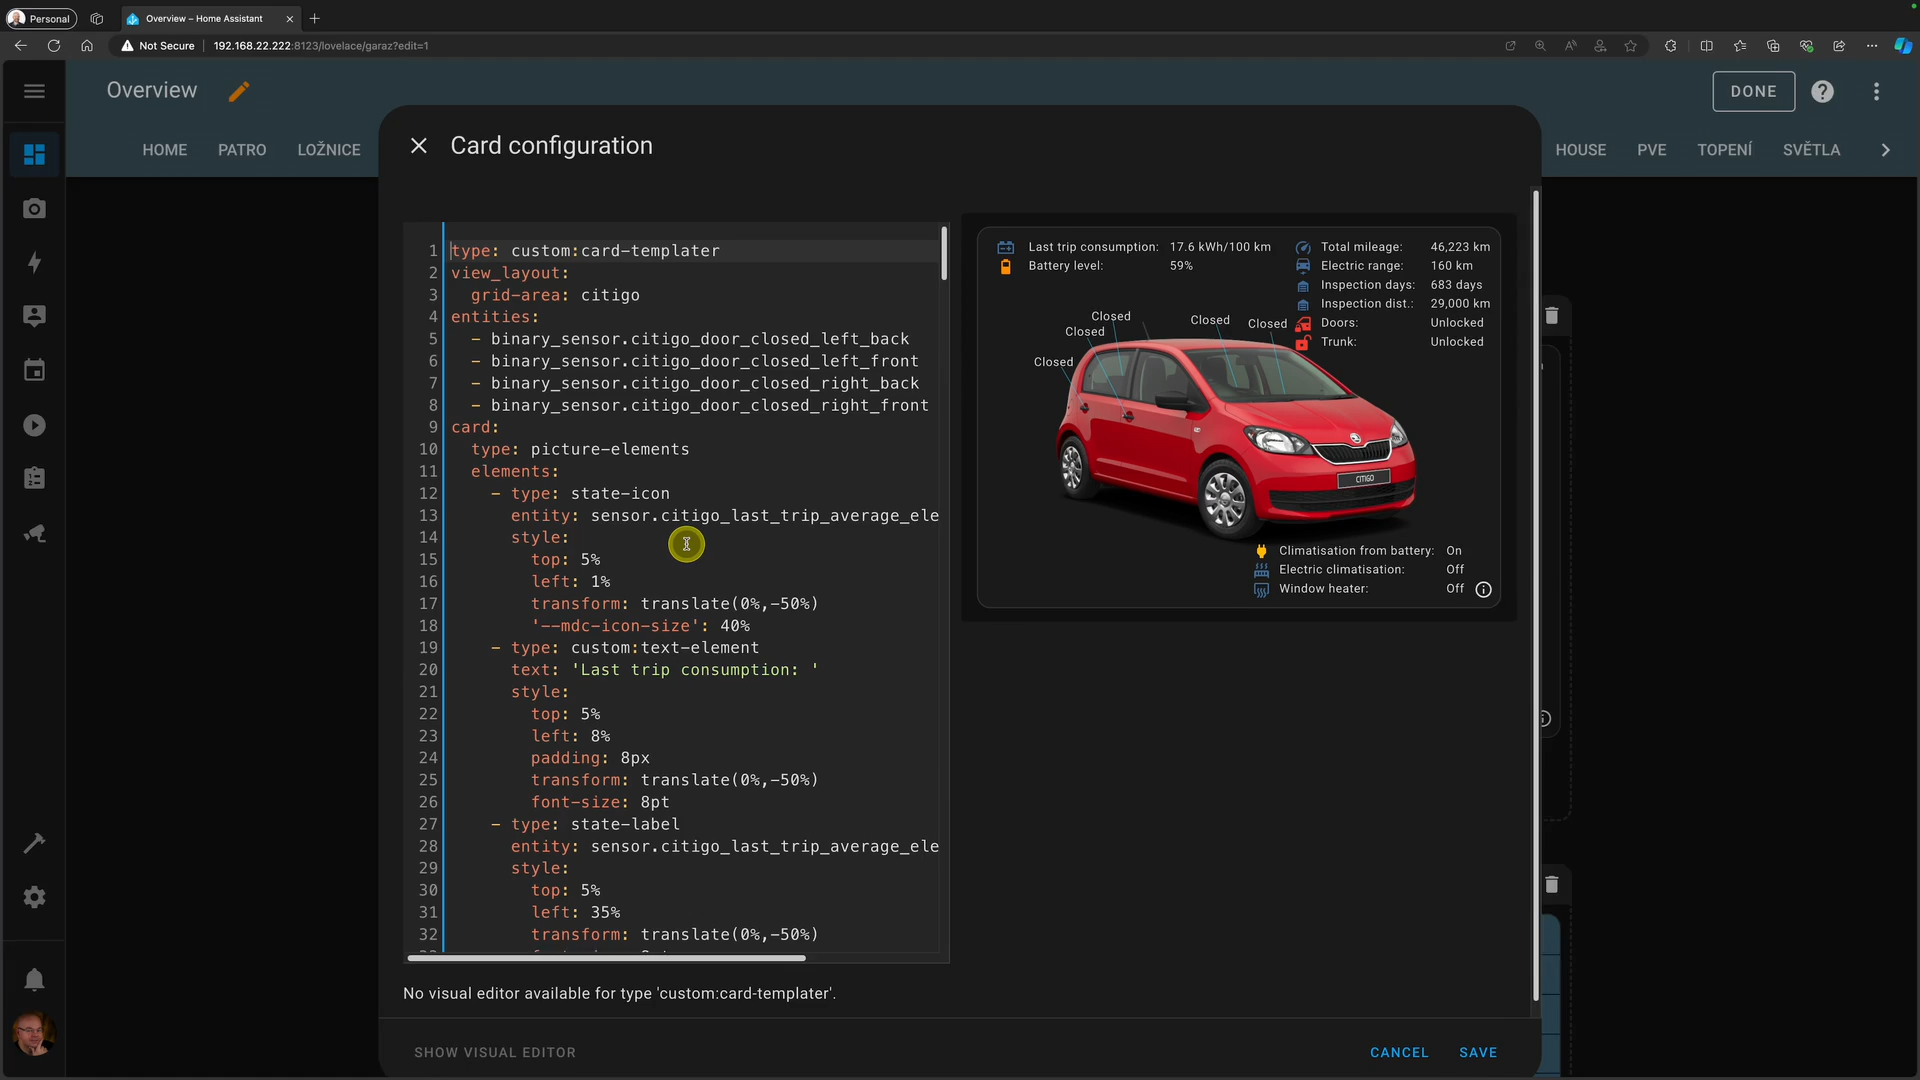 Personal
Overview – Home Assistant
Not Secure
192.168.22.222:8123/lovelace/garaz?edit=1
Overview
DONE
HOME
PATRO
LOŽNICE
HOUSE
PVE
TOPENÍ
SVĚTLA
Card configuration
1 type: custom:card-templater
2 view_layout:
3 grid-area: citigo
4 entities:
5 - binary_sensor.citigo_door_closed_left_back
6 - binary_sensor.citigo_door_closed_left_front
7 - binary_sensor.citigo_door_closed_right_back
8 - binary_sensor.citigo_door_closed_right_front
9 card:
10 type: picture-elements
11 elements:
12 - type: state-icon
13 entity: sensor.citigo_last_trip_average_ele
14 style:
15 top: 5%
16 left: 1%
17 transform: translate(0%,-50%)
18 '--mdc-icon-size': 40%
19 - type: custom:text-element
20 text: 'Last trip consumption: '
21 style:
22 top: 5%
23 left: 8%
24 padding: 8px
25 transform: translate(0%,-50%)
26 font-size: 8pt
27 - type: state-label
28 entity: sensor.citigo_last_trip_average_ele
29 style:
30 top: 5%
31 left: 35%
32 transform: translate(0%,-50%)
Last trip consumption: 17.6 kWh/100 km
Battery level: 59%
Total mileage: 46,223 km
Electric range: 160 km
Inspection days: 683 days
Inspection dist.: 29,000 km
Doors: Unlocked
Trunk: Unlocked
Closed
Closed
Closed
Closed
Closed
CITIGO
Climatisation from battery: On
Electric climatisation: Off
Window heater: Off
No visual editor available for type 'custom:card-templater'.
SHOW VISUAL EDITOR
CANCEL
SAVE